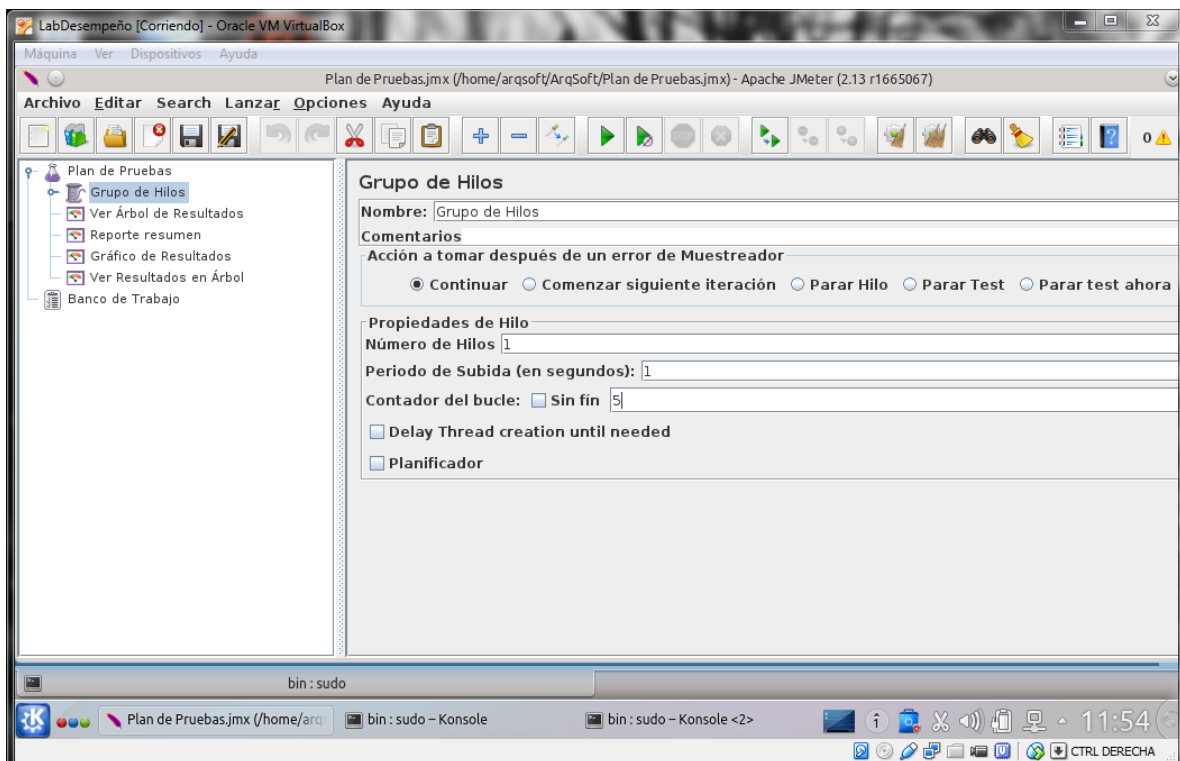 LabDesempeño [Corriendo] - Oracle VM VirtualBox
Máquina Ver Dispositivos Ayuda
Plan de Pruebas.jmx (/home/arqsoft/ArqSoft/Plan de Pruebas.jmx) - Apache JMeter (2.13 r1665067)
Archivo Editar Search Lanzar Opciones Ayuda
0
Plan de Pruebas
Grupo de Hilos
Ver Árbol de Resultados
Reporte resumen
Gráfico de Resultados
Ver Resultados en Árbol
Banco de Trabajo
Grupo de Hilos
Nombre: Grupo de Hilos
Comentarios
Acción a tomar después de un error de Muestreador
Continuar Comenzar siguiente iteración Parar Hilo Parar Test Parar test ahora
Propiedades de Hilo
Número de Hilos 1
Periodo de Subida (en segundos): 1
Contador del bucle: Sin fín 5
Delay Thread creation until needed
Planificador
bin : sudo
Plan de Pruebas.jmx (/home/arqs bin : sudo – Konsole bin : sudo – Konsole <2> 11:54
CTRL DERECHA